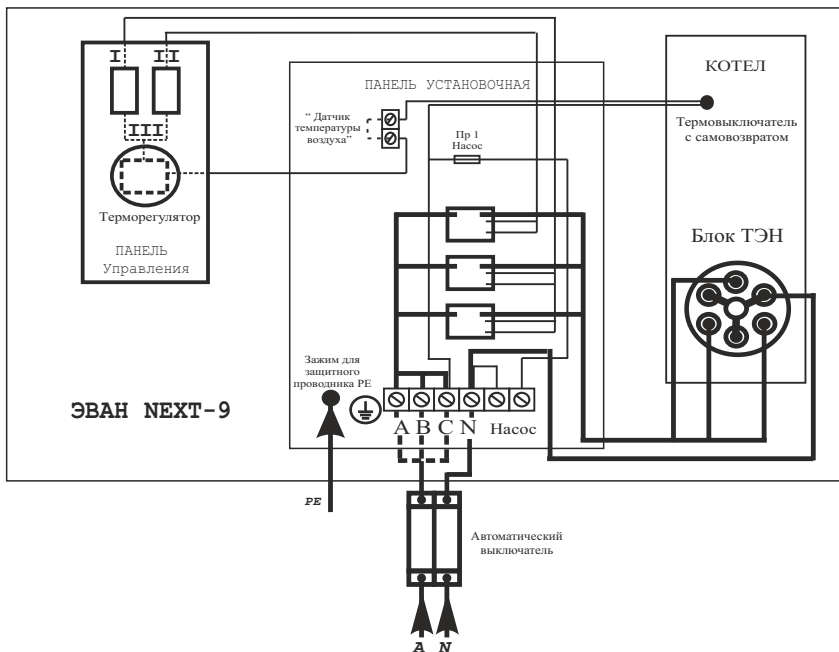 I II
III
Терморегулятор
ПАНЕЛЬ
Управления
ПАНЕЛЬ УСТАНОВОЧНАЯ
“ Датчик
температуры
воздуха”
Пр 1
Насос
КОТЕЛ
Термовыключатель
с самовозвратом
Блок ТЭН
Зажим для
защитного
проводника РЕ
ЭВАН NEXT-9
A B C N Насос
PE
Автоматический
выключатель
A N